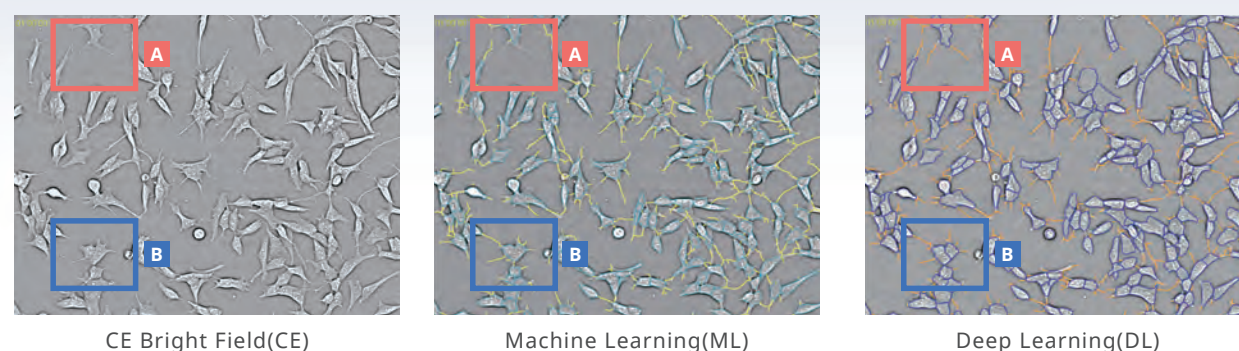 A
A
A
B
B
B
CE Bright Field(CE)
Machine Learning(ML)
Deep Learning(DL)